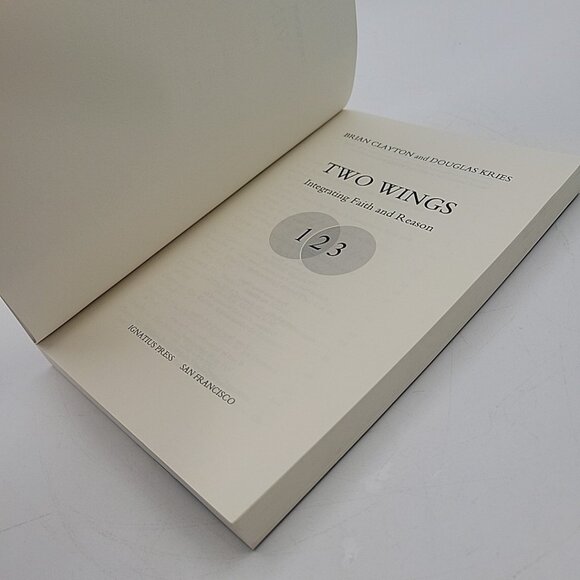 BRIAN CLAYTON and DOUGLAS KRIES
TWO WINGS
Integrating Faith and Reason
1 2 3
IGNATIUS PRESS SAN FRANCISCO